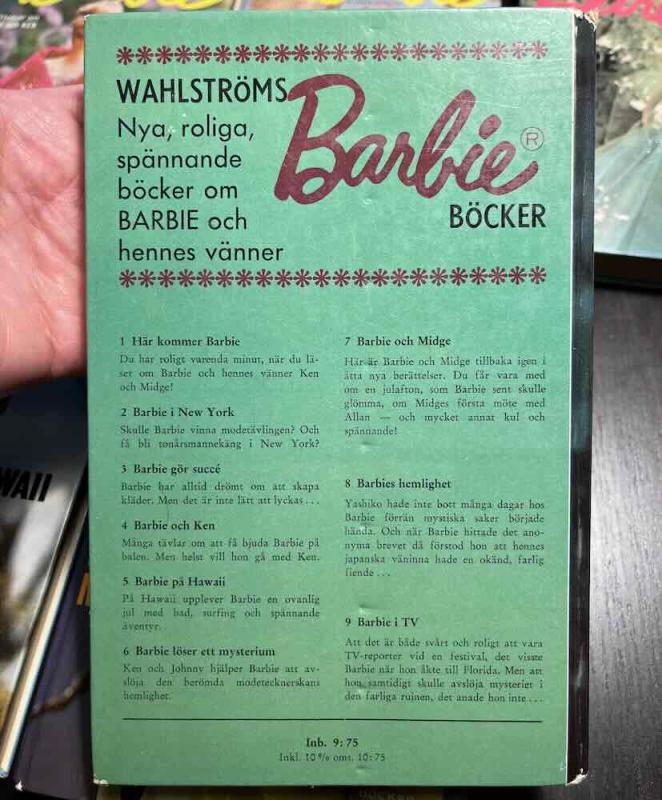 WAHLSTRÖMS
Barbie®
Nya, roliga,
spännande
böcker om
BARBIE och
hennes vänner
BÖCKER
1 Här kommer Barbie
Du har roligt varenda minut, när du lä-
ser om Barbie och hennes vänner Ken
och Midge!
2 Barbie i New York
Skulle Barbie vinna modetävlingen? Och
få bli tonårsmannekäng i New York?
3 Barbie gör succé
Barbie har alltid drömt om att skapa
kläder. Men det är inte lätt att lyckas ...
4 Barbie och Ken
Många tävlar om att få bjuda Barbie på
balen. Men helst vill hon gå med Ken.
5 Barbie på Hawaii
På Hawaii upplever Barbie en ovanlig
jul med bad, surfing och spännande
äventyr.
6 Barbie löser ett mysterium
Ken och Johnny hjälper Barbie att av-
slöja den berömda modetecknerskans
hemlighet.
7 Barbie och Midge
Här är Barbie och Midge tillbaka igen i
åtta nya berättelser. Du får vara med
om en julafton, som Barbie sent skulle
glömma, om Midges första möte med
Allan — och mycket annat kul och
spännande!
8 Barbies hemlighet
Yashiko hade inte bott många dagar hos
Barbie förrän mystiska saker började
hända. Och när Barbie hittade det ano-
nyma brevet då förstod hon att hennes
japanska väninna hade en okänd, farlig
fiende ...
9 Barbie i TV
Att det är både svårt och roligt att vara
TV-reporter vid en festival, det visste
Barbie när hon åkte till Florida. Men att
hon samtidigt skulle avslöja mysteriet i
den farliga ruinen, det anade hon inte ...
Inb. 9:75
Inkl. 10 % oms. 10:75
WAII